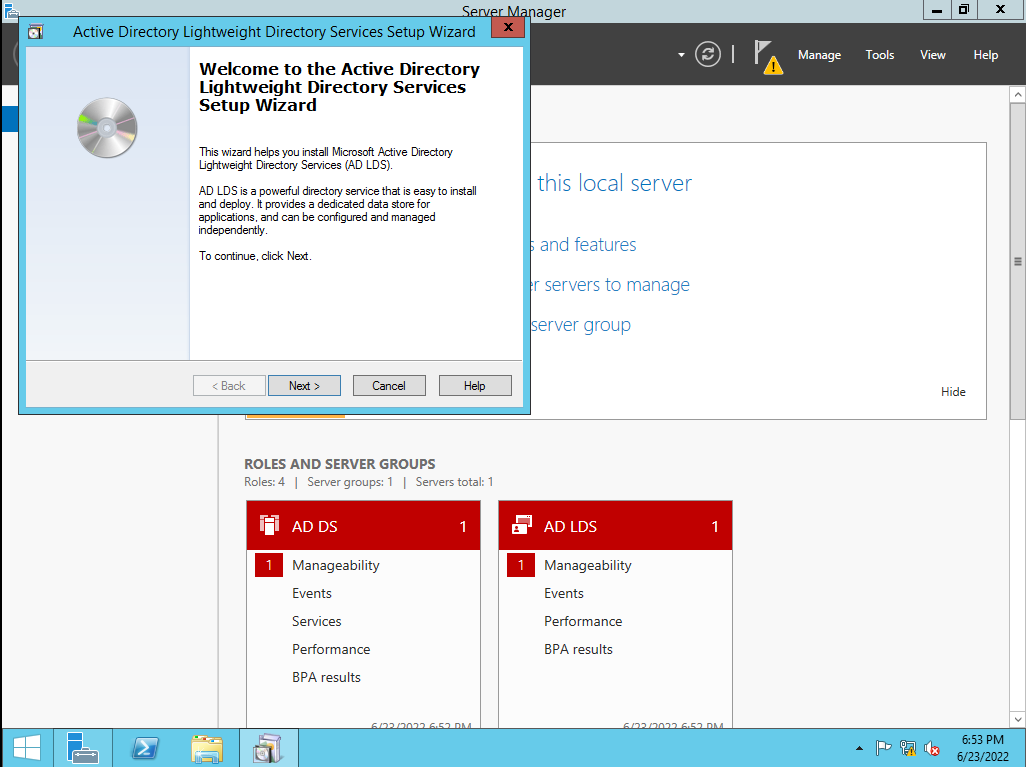 Server Manager
Active Directory Lightweight Directory Services Setup Wizard
Manage Tools View Help
Welcome to the Active Directory
Lightweight Directory Services
Setup Wizard
This wizard helps you install Microsoft Active Directory
Lightweight Directory Services (AD LDS).
AD LDS is a powerful directory service that is easy to install
and deploy. It provides a dedicated data store for
applications, and can be configured and managed
independently.
To continue, click Next.
< Back Next > Cancel Help
this local server
s and features
er servers to manage
server group
Hide
ROLES AND SERVER GROUPS
Roles: 4 | Server groups: 1 | Servers total: 1
AD DS 1
1 Manageability
Events
Services
Performance
BPA results
6/23/2022 6:52 PM
AD LDS 1
1 Manageability
Events
Performance
BPA results
6/23/2022 6:52 PM
6:53 PM
6/23/2022